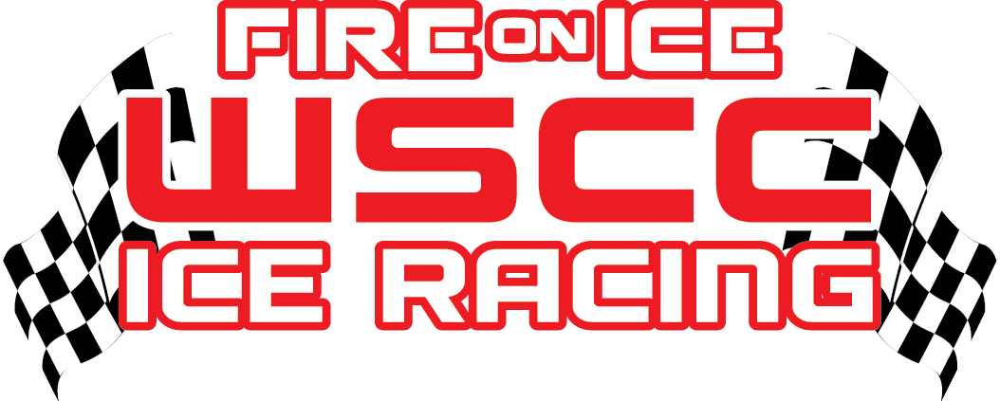 FIRE ON ICE
WSCC
ICE RACING